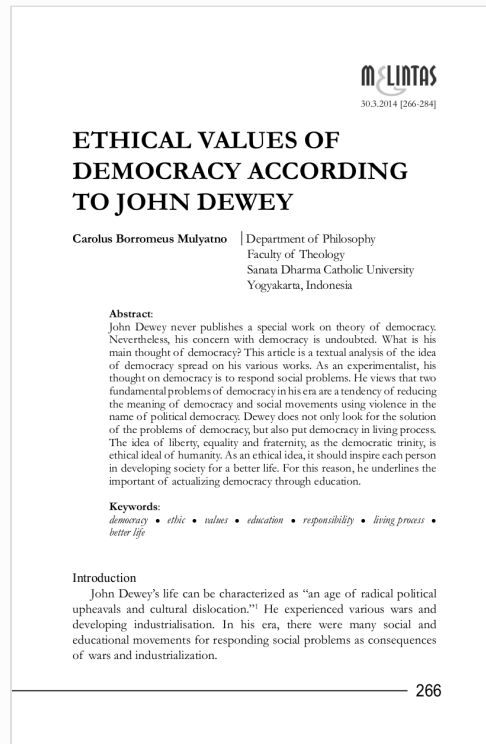 MELINTAS
30.3.2014 [266-284]
ETHICAL VALUES OF
DEMOCRACY ACCORDING
TO JOHN DEWEY
Carolus Borromeus Mulyatno | Department of Philosophy
Faculty of Theology
Sanata Dharma Catholic University
Yogyakarta, Indonesia
Abstract:
John Dewey never publishes a special work on theory of democracy.
Nevertheless, his concern with democracy is undoubted. What is his
main thought of democracy? This article is a textual analysis of the idea
of democracy spread on his various works. As an experimentalist, his
thought on democracy is to respond social problems. He views that two
fundamental problems of democracy in his era are a tendency of reducing
the meaning of democracy and social movements using violence in the
name of political democracy. Dewey does not only look for the solution
of the problems of democracy, but also put democracy in living process.
The idea of liberty, equality and fraternity, as the democratic trinity, is
ethical ideal of humanity. As an ethical idea, it should inspire each person
in developing society for a better life. For this reason, he underlines the
important of actualizing democracy through education.
Keywords:
democracy • ethic • values • education • responsibility • living process •
better life
Introduction
John Dewey's life can be characterized as “an age of radical political
upheavals and cultural dislocation.”1 He experienced various wars and
developing industrialisation. In his era, there were many social and
educational movements for responding social problems as consequences
of wars and industrialization.
266